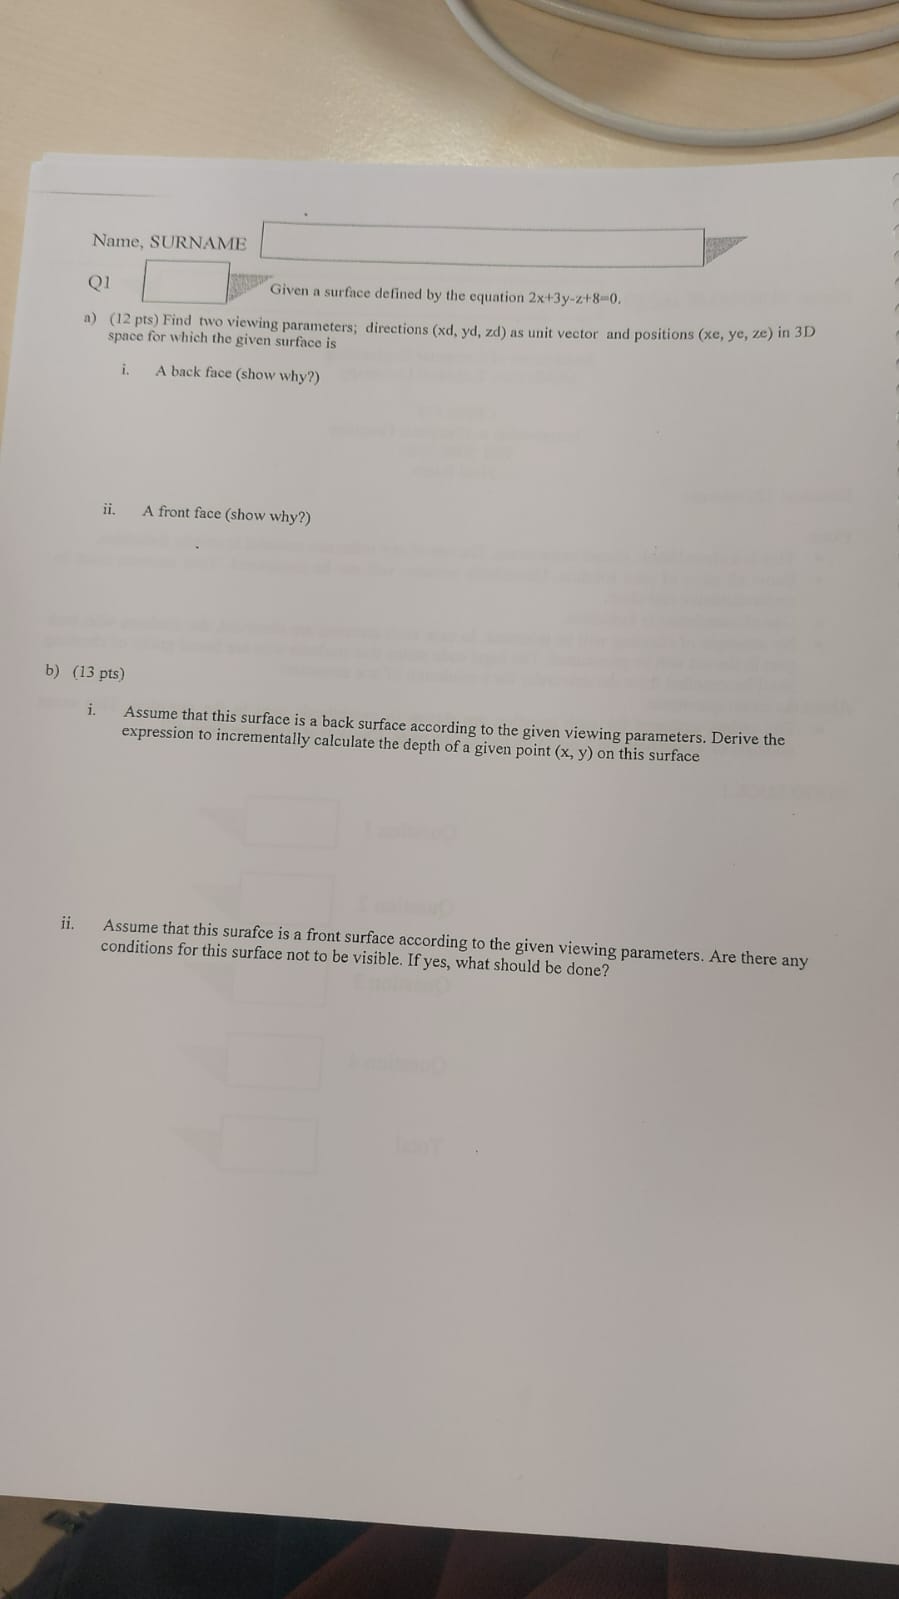 Name, SURNAME
Q1
Given a surface defined by the equation 2x+3y-z+8=0.
a) (12 pts) Find two viewing parameters; directions (xd, yd, zd) as unit vector and positions (xe, ye, ze) in 3D
space for which the given surface is
i. A back face (show why?)
ii. A front face (show why?)
b) (13 pts)
i. Assume that this surface is a back surface according to the given viewing parameters. Derive the
expression to incrementally calculate the depth of a given point (x, y) on this surface
ii. Assume that this surafce is a front surface according to the given viewing parameters. Are there any
conditions for this surface not to be visible. If yes, what should be done?